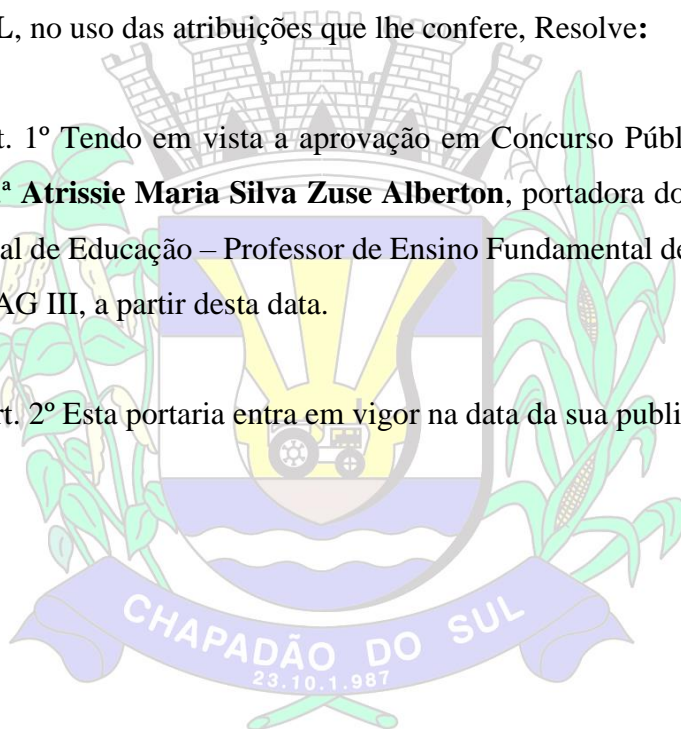 L, no uso das atribuições que lhe confere, Resolve:
t. 1º Tendo em vista a aprovação em Concurso Públ
ª Atrissie Maria Silva Zuse Alberton, portadora do
al de Educação – Professor de Ensino Fundamental de
AG III, a partir desta data.
rt. 2º Esta portaria entra em vigor na data da sua publi
CHAPADÃO DO SUL
23.10.1.987